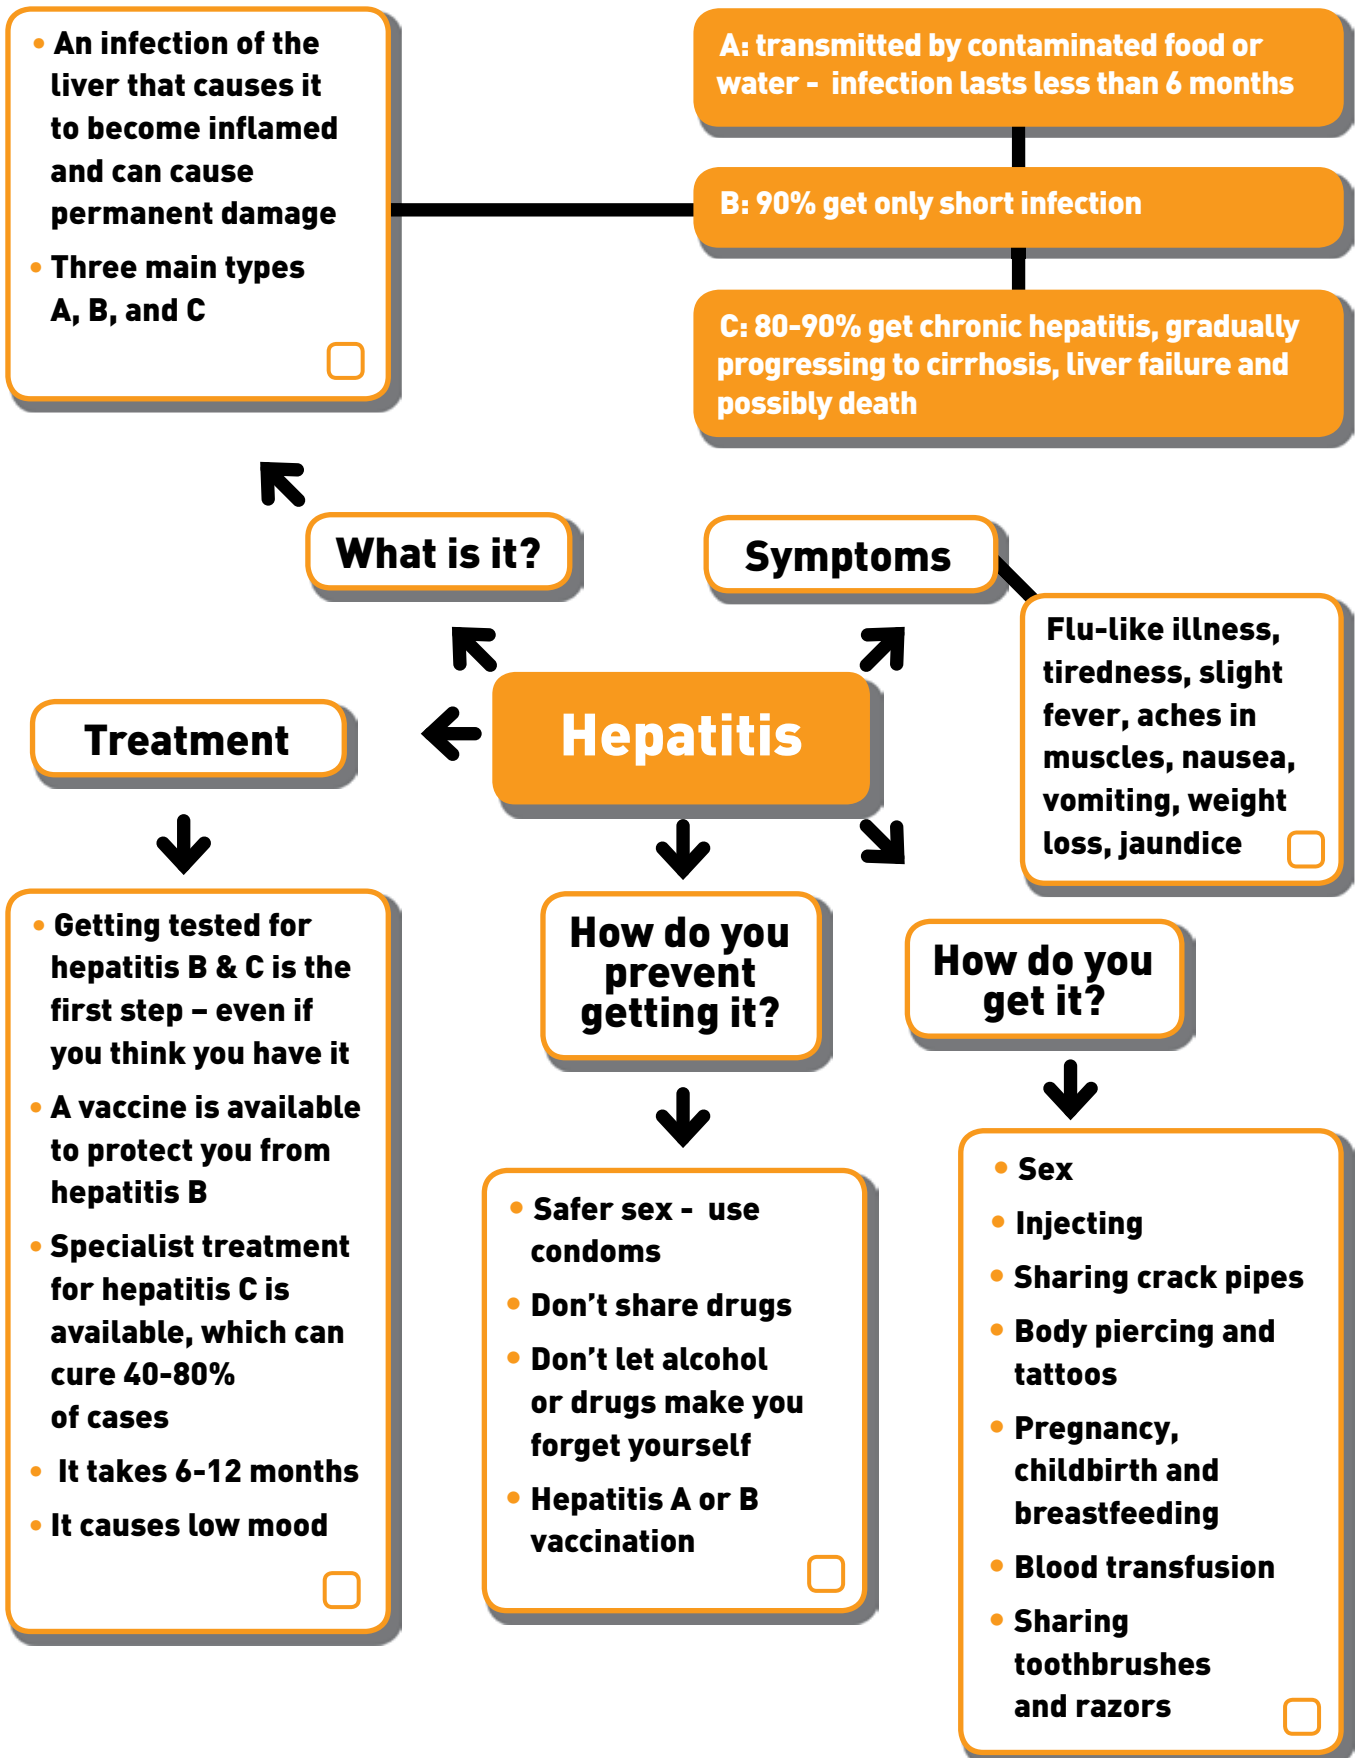 • An infection of the
liver that causes it
to become inflamed
and can cause
permanent damage
• Three main types
A, B, and C
A: transmitted by contaminated food or
water - infection lasts less than 6 months
B: 90% get only short infection
C: 80-90% get chronic hepatitis, gradually
progressing to cirrhosis, liver failure and
possibly death
What is it?
Symptoms
Flu-like illness,
tiredness, slight
fever, aches in
muscles, nausea,
vomiting, weight
loss, jaundice
Hepatitis
Treatment
• Getting tested for
hepatitis B & C is the
first step – even if
you think you have it
• A vaccine is available
to protect you from
hepatitis B
• Specialist treatment
for hepatitis C is
available, which can
cure 40-80%
of cases
• It takes 6-12 months
• It causes low mood
How do you
prevent
getting it?
• Safer sex - use
condoms
• Don't share drugs
• Don't let alcohol
or drugs make you
forget yourself
• Hepatitis A or B
vaccination
How do you
get it?
• Sex
• Injecting
• Sharing crack pipes
• Body piercing and
tattoos
• Pregnancy,
childbirth and
breastfeeding
• Blood transfusion
• Sharing
toothbrushes
and razors